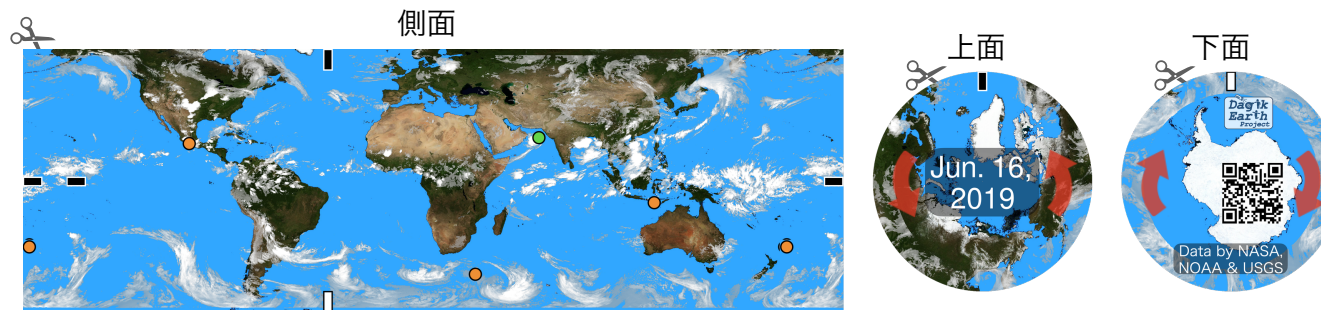 側面
上面
下面
Jun. 16,
2019
Dagik
Earth
Project
Data by NASA,
NOAA & USGS